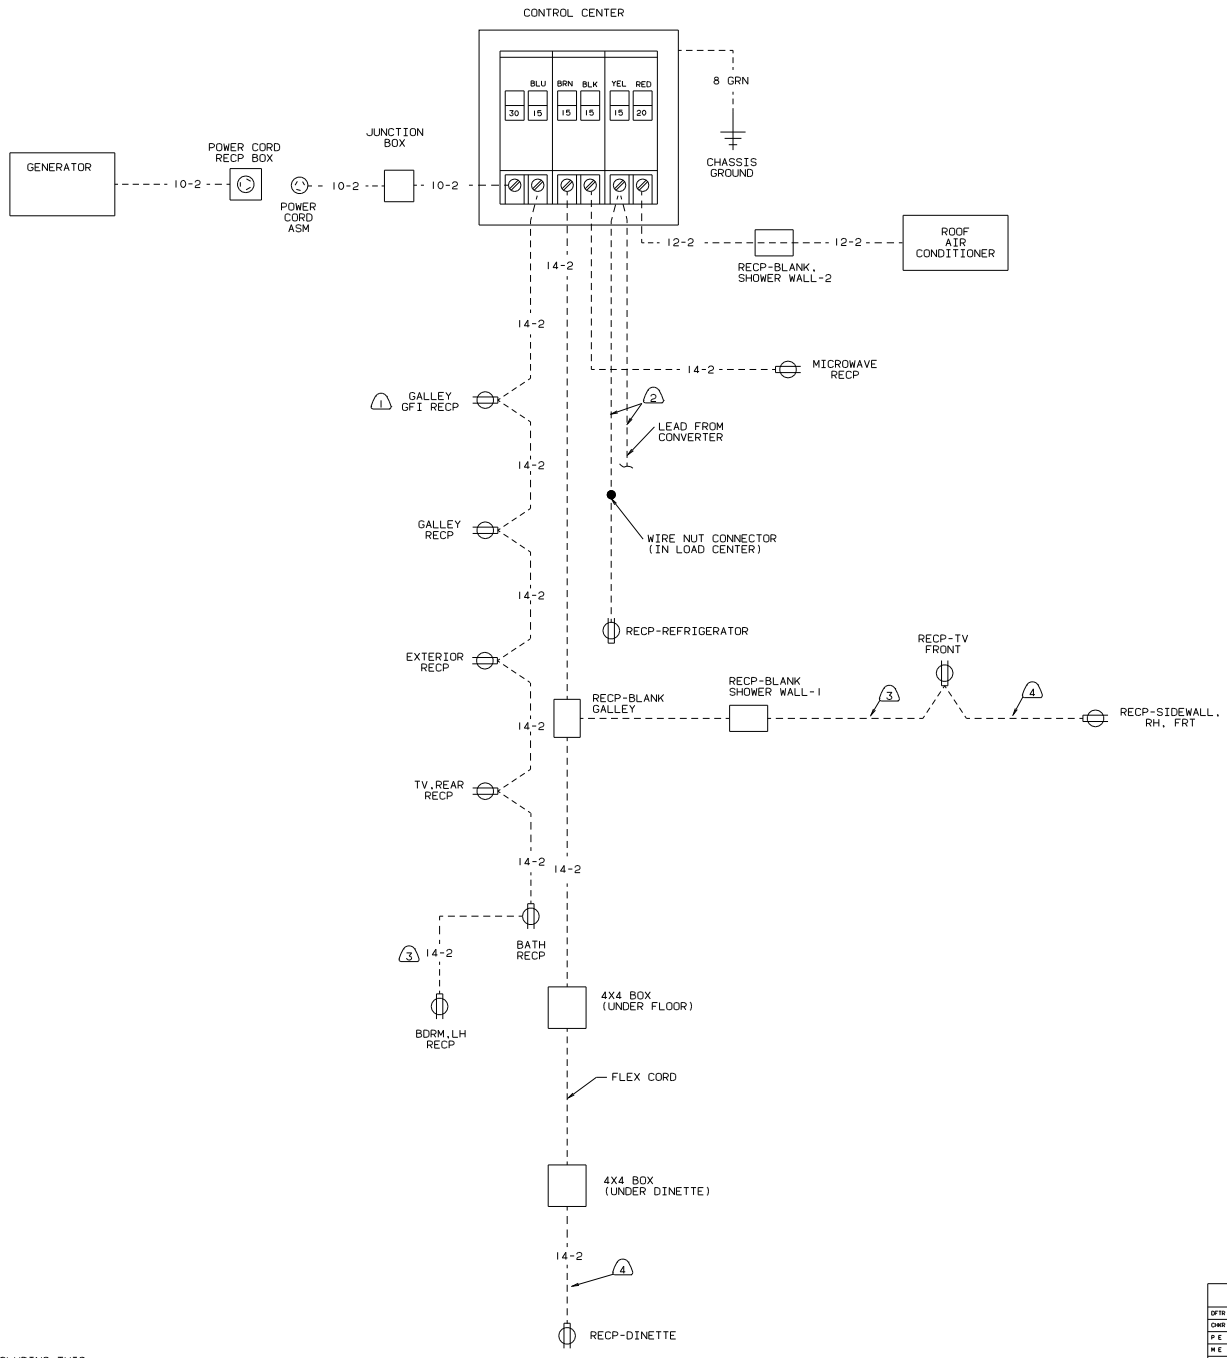 CONTROL CENTER
BLU BRN BLK YEL RED
30 15 15 15 15 20
8 GRN
CHASSIS
GROUND
GENERATOR
10-2
POWER CORD
RECP BOX
POWER
CORD
ASM
10-2
JUNCTION
BOX
10-2
12-2
RECP-BLANK,
SHOWER WALL-2
12-2
ROOF
AIR
CONDITIONER
14-2
14-2
14-2
MICROWAVE
RECP
1
GALLEY
GFI RECP
2
LEAD FROM
CONVERTER
14-2
GALLEY
RECP
WIRE NUT CONNECTOR
(IN LOAD CENTER)
14-2
RECP-REFRIGERATOR
EXTERIOR
RECP
RECP-TV
FRONT
RECP-BLANK
GALLEY
RECP-BLANK
SHOWER WALL-1
3
4
RECP-SIDEWALL,
RH, FRT
14-2
TV,REAR
RECP
14-2
14-2
BATH
RECP
3
14-2
BDRM,LH
RECP
4X4 BOX
(UNDER FLOOR)
FLEX CORD
4X4 BOX
(UNDER DINETTE)
14-2
4
RECP-DINETTE
DFTR
CHKR
P E
M E